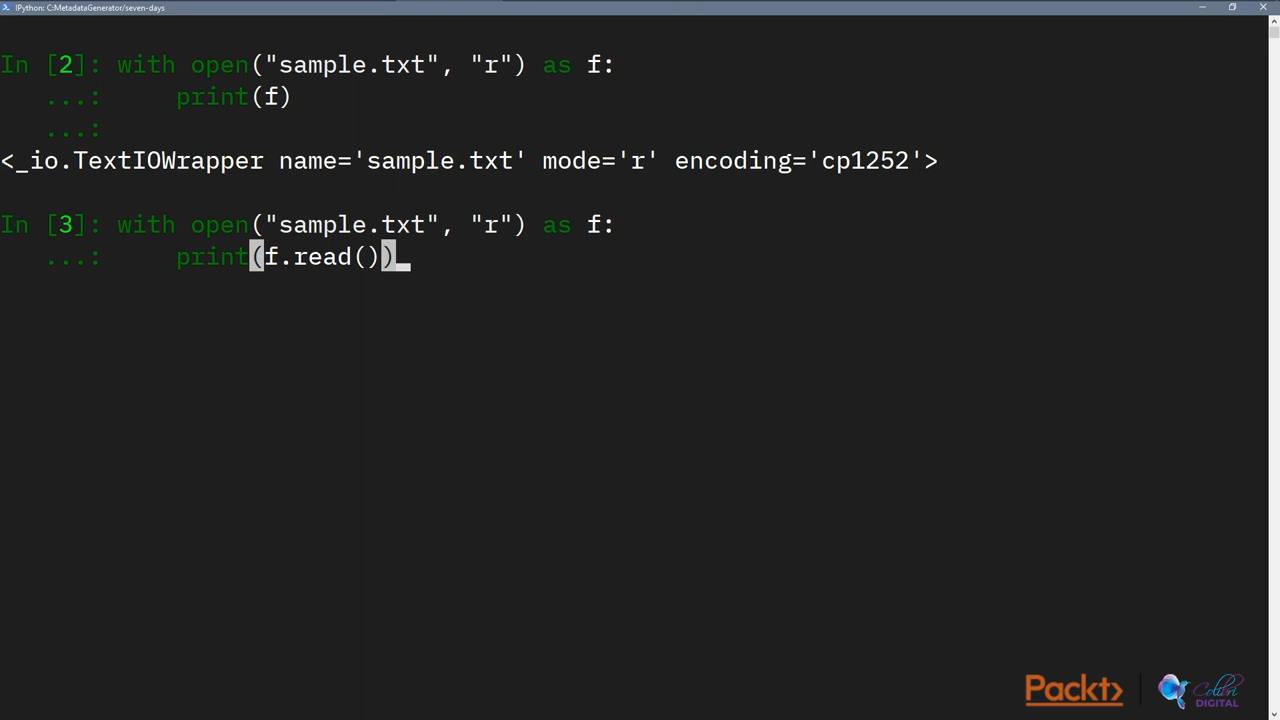 IPython: C:MetadataGenerator/seven-days
In [2]: with open("sample.txt", "r") as f:
   ...:     print(f)
   ...:
<_io.TextIOWrapper name='sample.txt' mode='r' encoding='cp1252'>
In [3]: with open("sample.txt", "r") as f:
   ...:     print(f.read())_
Packt>
Colibri
DIGITAL